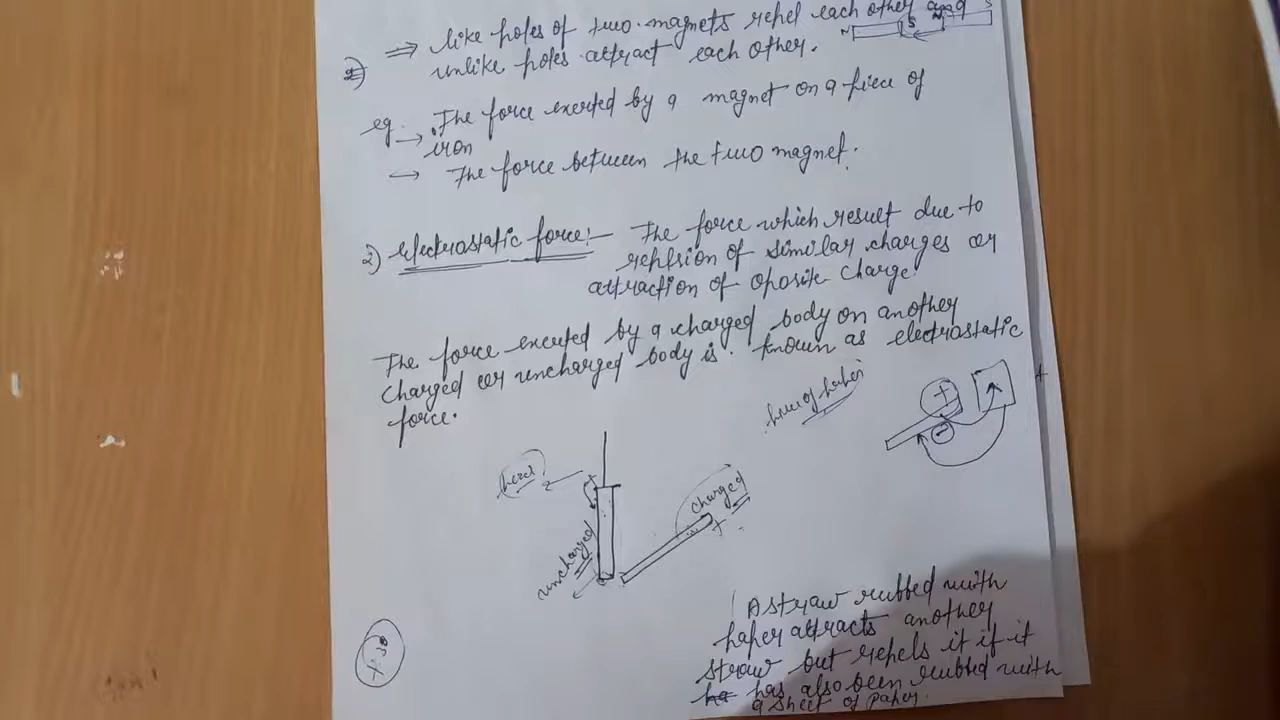 ⇒ like poles of two magnets repel each other and
unlike poles attract each other.
N S N S
eg. → The force exerted by a magnet on a piece of
iron
→ The force between the two magnet.
2) electrostatic force:- The force which result due to
replsion of similar charges or
attraction of oposite charge
The force exerted by a charged body on another
charged or uncharged body is known as electrostatic
force.
piece of paper
+
-
uncharged
charged
A straw rubbed with
paper attracts another
straw but repels it if it
has also been rubbed with
a sheet of paper.